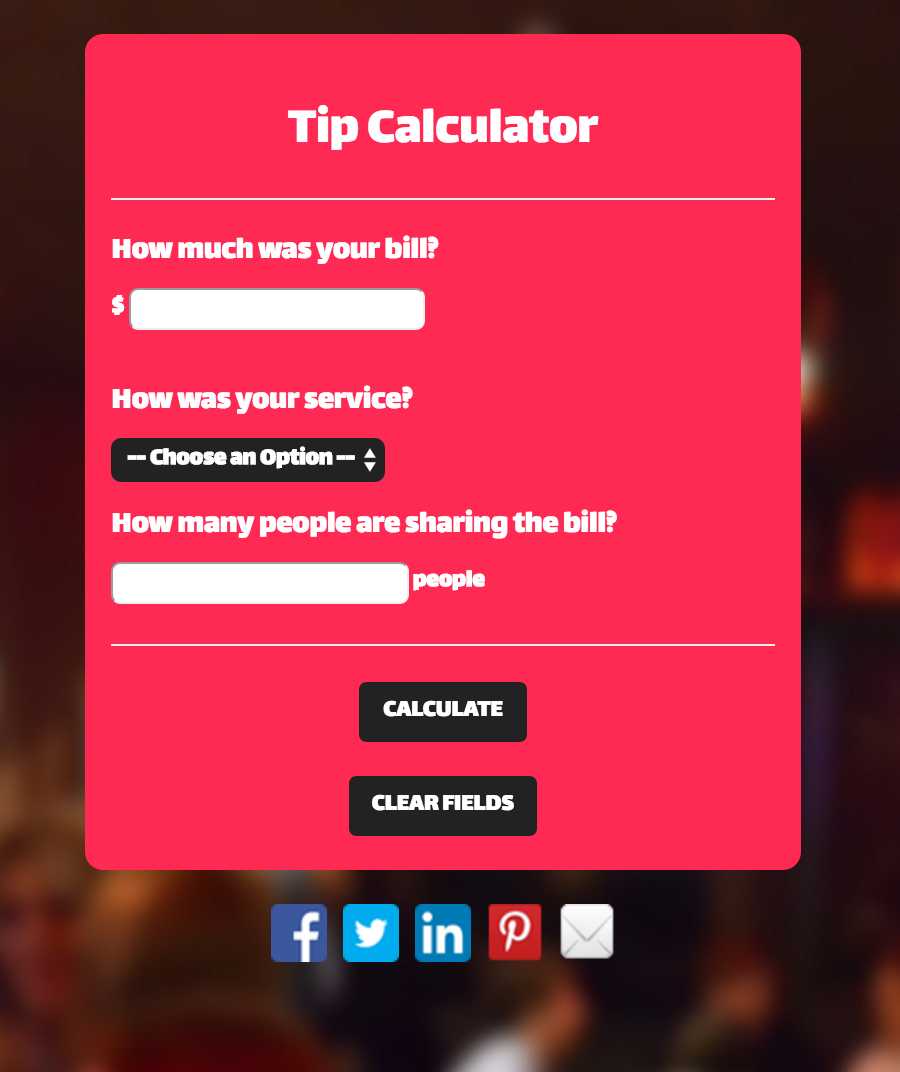 Tip Calculator
How much was your bill?
$
How was your service?
-- Choose an Option --
How many people are sharing the bill?
people
CALCULATE
CLEAR FIELDS
f in